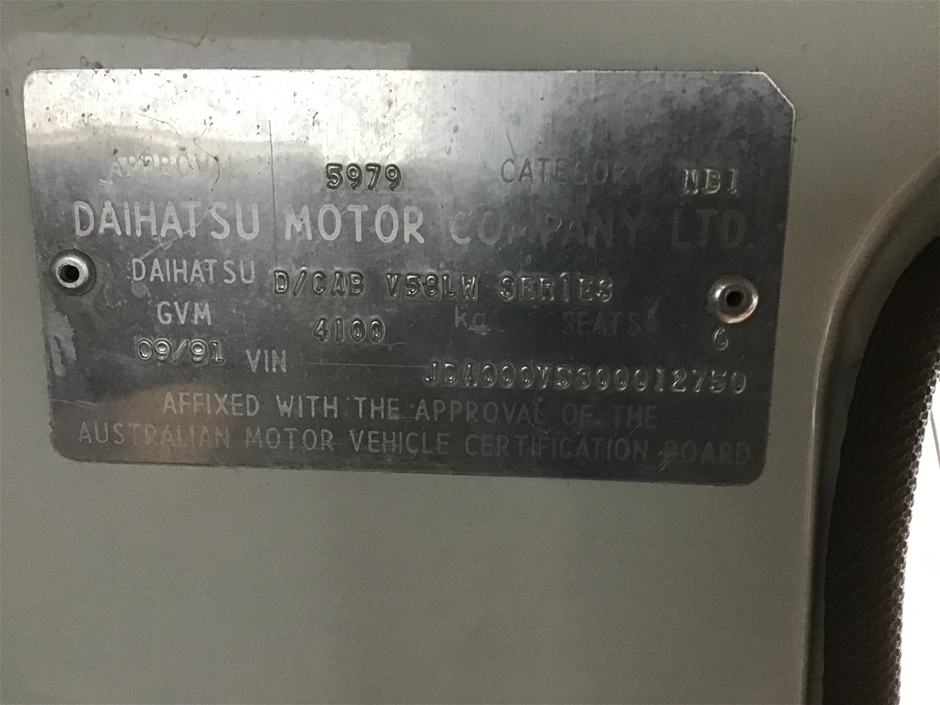 APPROVAL 5979 CATEGORY NB1
DAIHATSU MOTOR COMPANY LTD.
DAIHATSU D/CAB V58LW SERIES
GVM 4100 kg SEATS 6
09/91 VIN JDA000V5800012750
AFFIXED WITH THE APPROVAL OF THE
AUSTRALIAN MOTOR VEHICLE CERTIFICATION BOARD